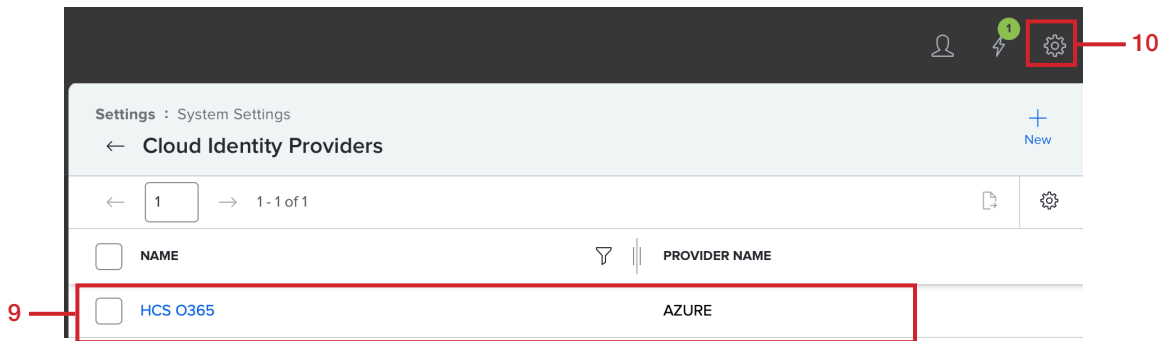 1
10
Settings : System Settings
← Cloud Identity Providers
+
New
← 1 → 1 - 1 of 1
NAME PROVIDER NAME
9
HCS O365 AZURE